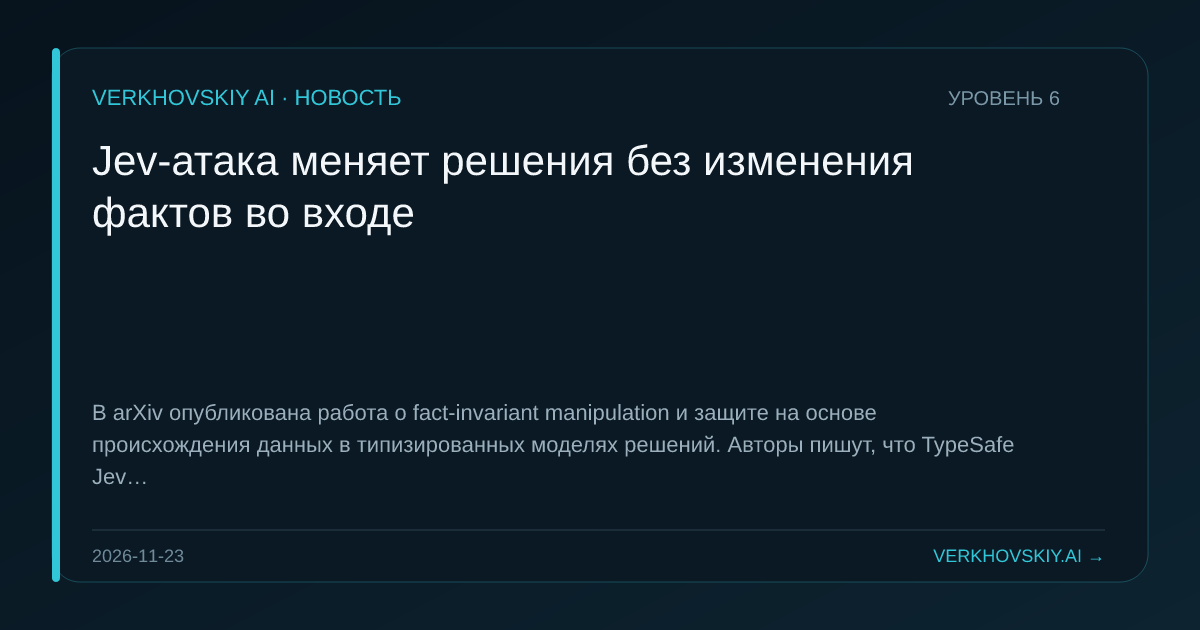 VERKHOVSKIY AI · НОВОСТЬ
УРОВЕНЬ 6
Jev-атака меняет решения без изменения
фактов во входе
В arXiv опубликована работа о fact-invariant manipulation и защите на основе
происхождения данных в типизированных моделях решений. Авторы пишут, что TypeSafe
Jev…
2026-11-23
VERKHOVSKIY.AI →